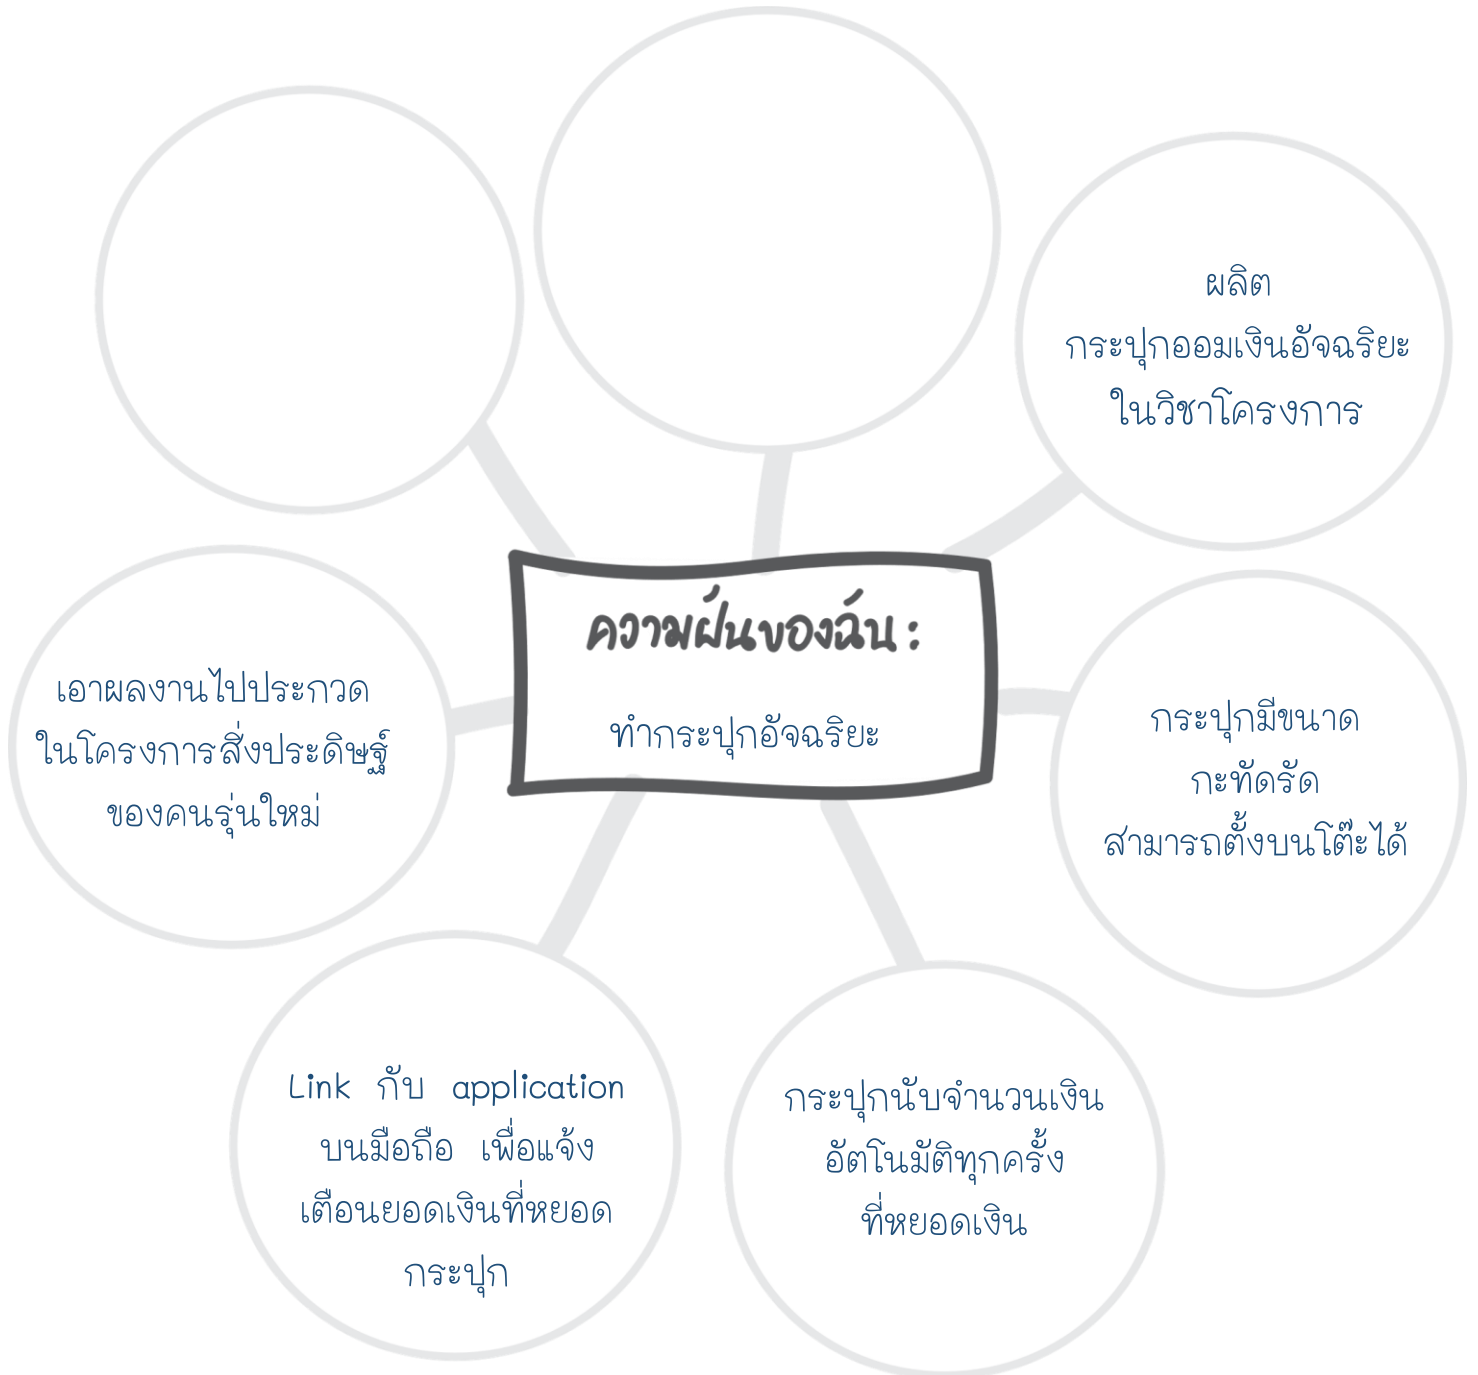 ผลิต
กระปุกออมเงินอัจฉริยะ
ในวิชาโครงการ
ความฝันของฉัน :
ทำกระปุกอัจฉริยะ
เอาผลงานไปประกวด
ในโครงการสิ่งประดิษฐ์
ของคนรุ่นใหม่
กระปุกมีขนาด
กะทัดรัด
สามารถตั้งบนโต๊ะได้
Link กับ application
บนมือถือ เพื่อแจ้ง
เตือนยอดเงินที่หยอด
กระปุก
กระปุกนับจำนวนเงิน
อัตโนมัติทุกครั้ง
ที่หยอดเงิน